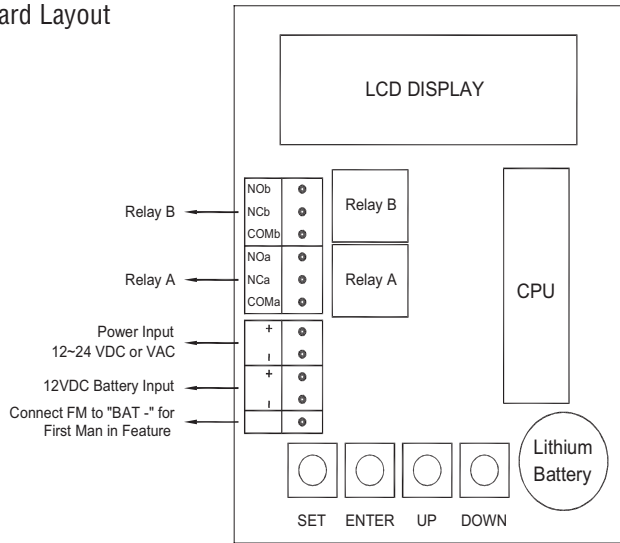 ard Layout
LCD DISPLAY
Relay B
NOb
NCb
COMb
Relay B
Relay A
NOa
NCa
COMa
Relay A
CPU
Power Input
12~24 VDC or VAC
+
–
12VDC Battery Input
+
–
Connect FM to "BAT -" for
First Man in Feature
Lithium
Battery
SET ENTER UP DOWN